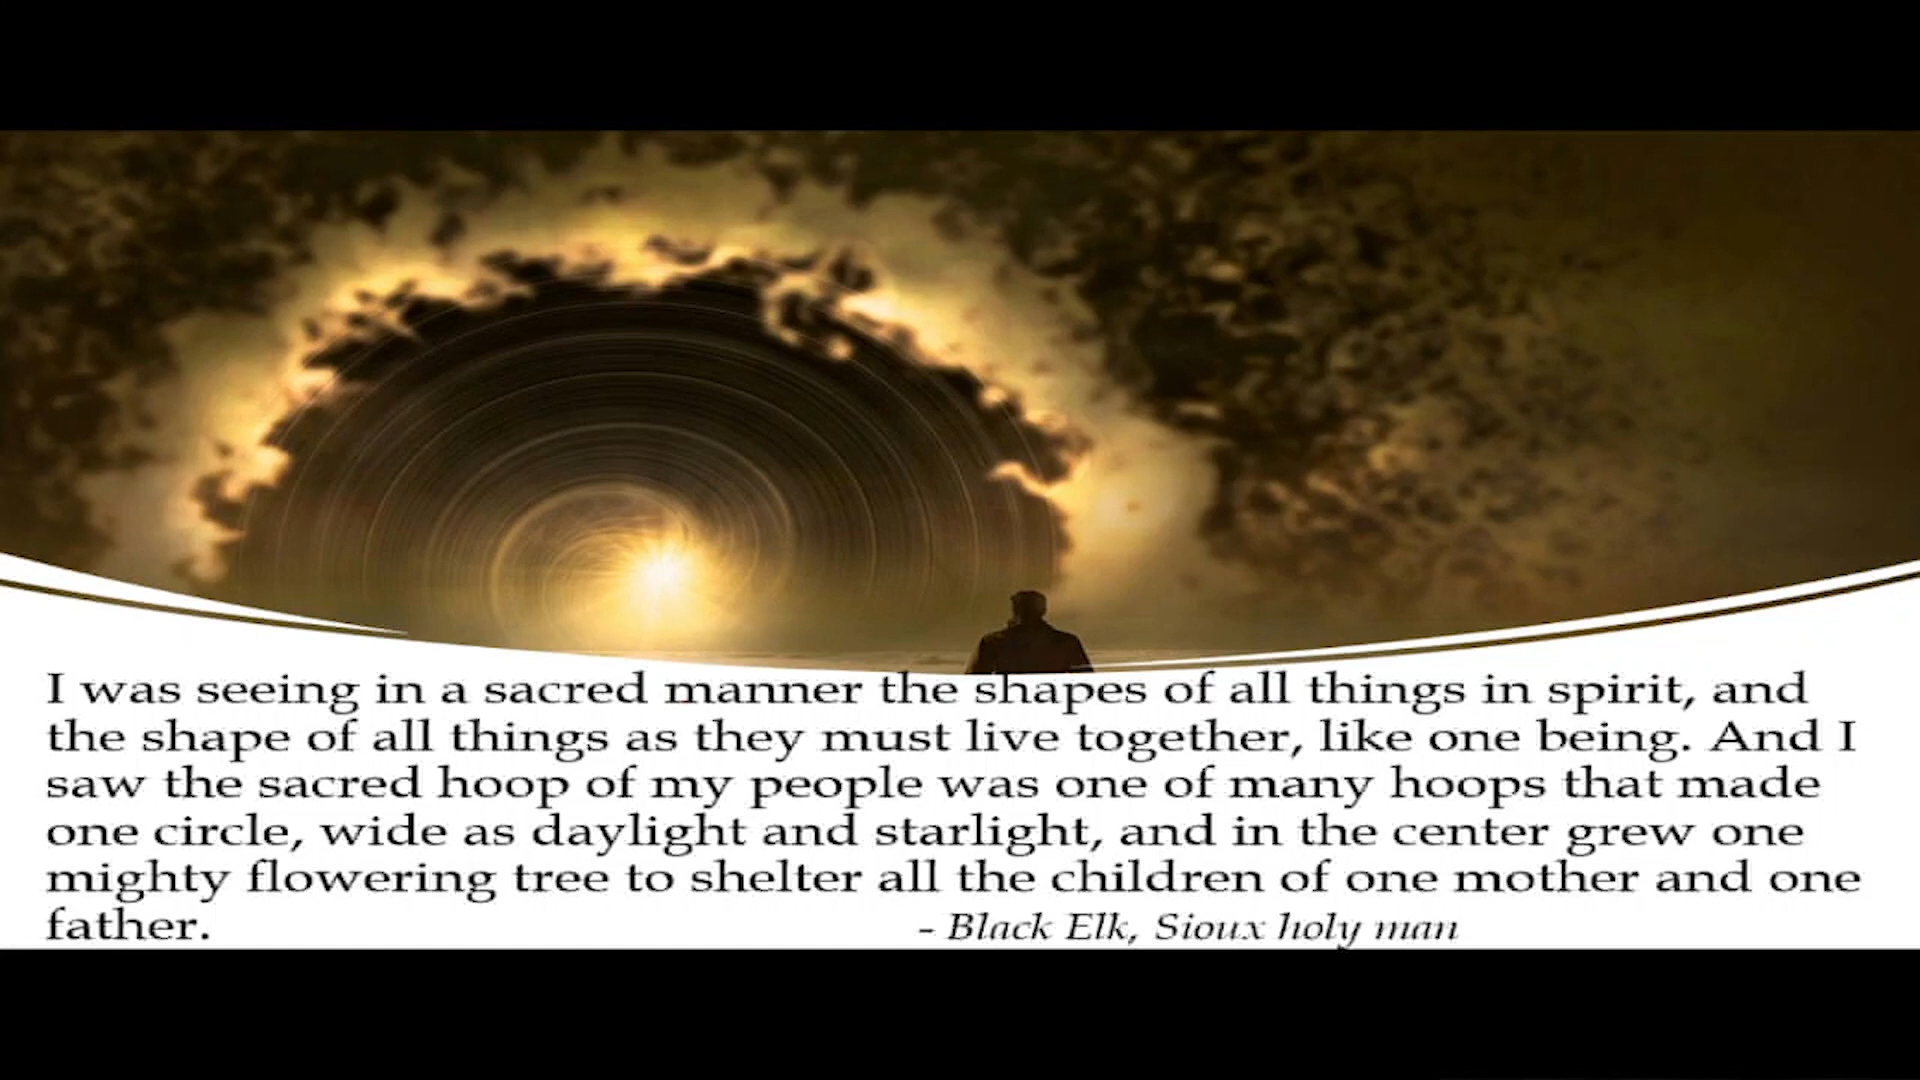 I was seeing in a sacred manner the shapes of all things in spirit, and
the shape of all things as they must live together, like one being. And I
saw the sacred hoop of my people was one of many hoops that made
one circle, wide as daylight and starlight, and in the center grew one
mighty flowering tree to shelter all the children of one mother and one
father.
- Black Elk, Sioux holy man